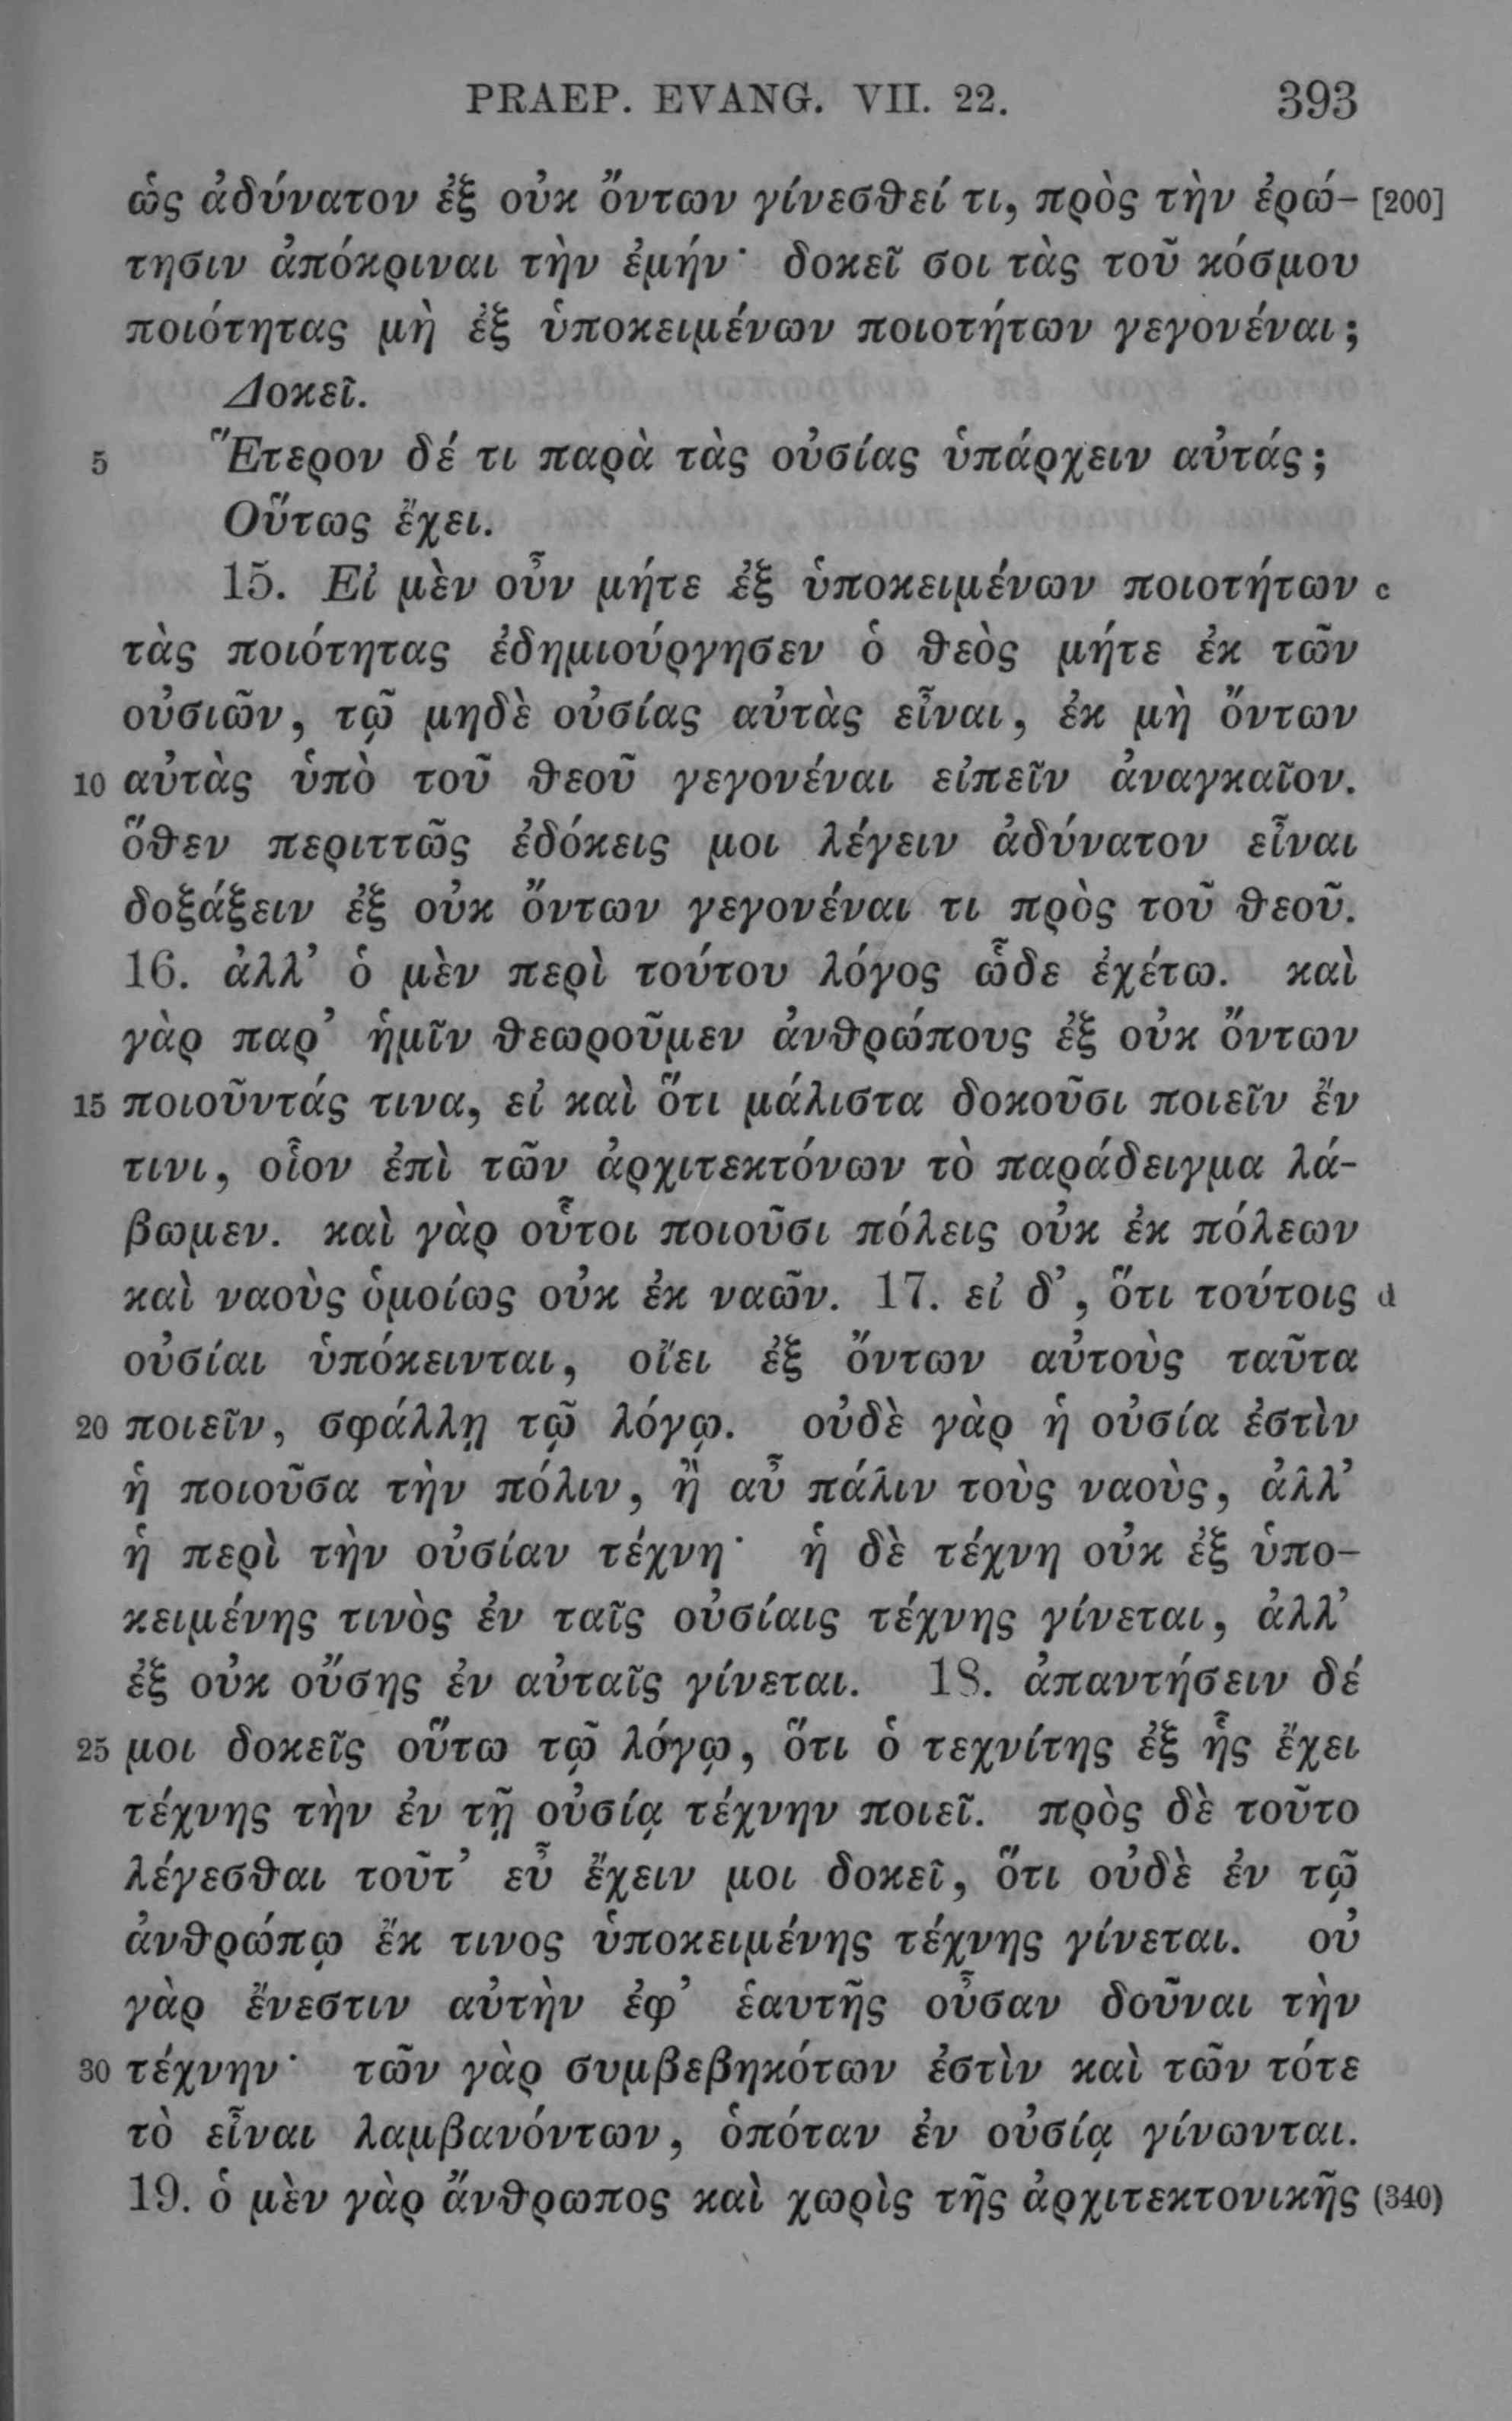 PRAEP. EVANG. VII. 22. 393
ὡς ἀδύνατον ἐξ οὐκ ὄντων γίνεσθεί τι, πρὸς τὴν ἐρώ- [200]
τησιν ἀπόκριναι τὴν ἐμήν· δοκεῖ σοι τὰς τοῦ κόσμου
ποιότητας μὴ ἐξ ὑποκειμένων ποιοτήτων γεγονέναι;
Δοκεῖ.
5 Ἕτερον δέ τι παρὰ τὰς οὐσίας ὑπάρχειν αὐτάς;
Οὕτως ἔχει.
15. Εἰ μὲν οὖν μήτε ἐξ ὑποκειμένων ποιοτήτων c
τὰς ποιότητας ἐδημιούργησεν ὁ θεὸς μήτε ἐκ τῶν
οὐσιῶν, τῷ μηδὲ οὐσίας αὐτὰς εἶναι, ἐκ μὴ ὄντων
10 αὐτὰς ὑπὸ τοῦ θεοῦ γεγονέναι εἰπεῖν ἀναγκαῖον.
ὅθεν περιττῶς ἐδόκεις μοι λέγειν ἀδύνατον εἶναι
δοξάξειν ἐξ οὐκ ὄντων γεγονέναι τι πρὸς τοῦ θεοῦ.
16. ἀλλ’ ὁ μὲν περὶ τούτου λόγος ὧδε ἐχέτω. καὶ
γὰρ παρ’ ἡμῖν θεωροῦμεν ἀνθρώπους ἐξ οὐκ ὄντων
15 ποιοῦντάς τινα, εἰ καὶ ὅτι μάλιστα δοκοῦσι ποιεῖν ἔν
τινι, οἷον ἐπὶ τῶν ἀρχιτεκτόνων τὸ παράδειγμα λά-
βωμεν. καὶ γὰρ οὗτοι ποιοῦσι πόλεις οὐκ ἐκ πόλεων
καὶ ναοὺς ὁμοίως οὐκ ἐκ ναῶν. 17. εἰ δ’, ὅτι τούτοις d
οὐσίαι ὑπόκεινται, οἴει ἐξ ὄντων αὐτοὺς ταῦτα
20 ποιεῖν, σφάλλῃ τῷ λόγῳ. οὐδὲ γὰρ ἡ οὐσία ἐστὶν
ἡ ποιοῦσα τὴν πόλιν, ἢ αὖ πάλιν τοὺς ναοὺς, ἀλλ’
ἡ περὶ τὴν οὐσίαν τέχνη· ἡ δὲ τέχνη οὐκ ἐξ ὑπο-
κειμένης τινὸς ἐν ταῖς οὐσίαις τέχνης γίνεται, ἀλλ’
ἐξ οὐκ οὔσης ἐν αὐταῖς γίνεται. 18. ἀπαντήσειν δέ
25 μοι δοκεῖς οὕτω τῷ λόγῳ, ὅτι ὁ τεχνίτης ἐξ ἧς ἔχει
τέχνης τὴν ἐν τῇ οὐσίᾳ τέχνην ποιεῖ. πρὸς δὲ τοῦτο
λέγεσθαι τοῦτ’ εὖ ἔχειν μοι δοκεῖ, ὅτι οὐδὲ ἐν τῷ
ἀνθρώπῳ ἔκ τινος ὑποκειμένης τέχνης γίνεται. οὐ
γὰρ ἔνεστιν αὐτὴν ἐφ’ ἑαυτῆς οὖσαν δοῦναι τὴν
30 τέχνην· τῶν γὰρ συμβεβηκότων ἐστὶν καὶ τῶν τότε
τὸ εἶναι λαμβανόντων, ὁπόταν ἐν οὐσίᾳ γίνωνται.
19. ὁ μὲν γὰρ ἄνθρωπος καὶ χωρὶς τῆς ἀρχιτεκτονικῆς (340)